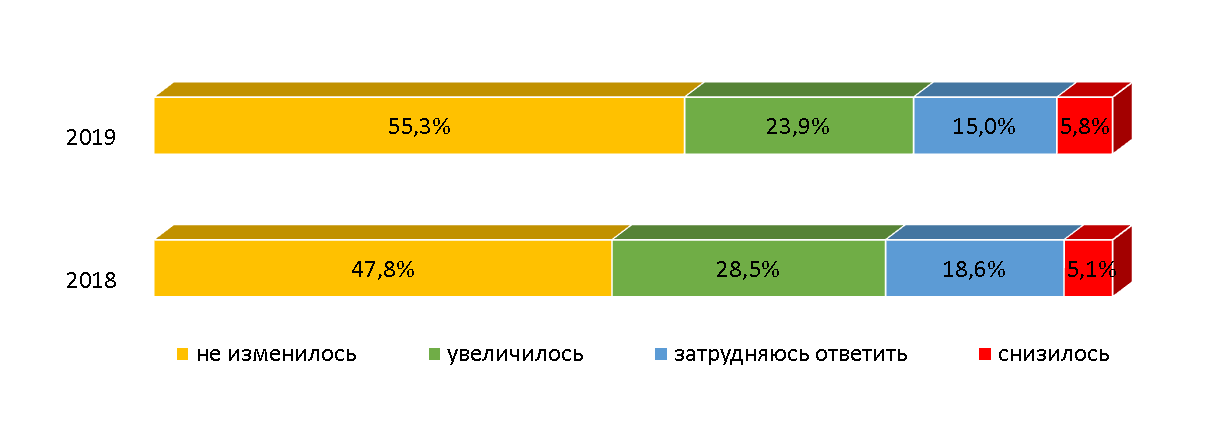 2019 55,3% 23,9% 15,0% 5,8%
2018 47,8% 28,5% 18,6% 5,1%
не изменилось увеличилось затрудняюсь ответить снизилось